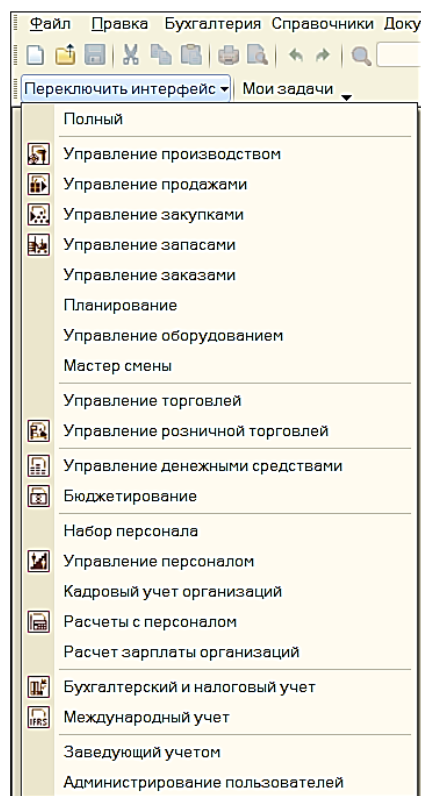 Файл Правка Бухгалтерия Справочники Доку
Переключить интерфейс Мои задачи
Полный
Управление производством
Управление продажами
Управление закупками
Управление запасами
Управление заказами
Планирование
Управление оборудованием
Мастер смены
Управление торговлей
Управление розничной торговлей
Управление денежными средствами
Бюджетирование
Набор персонала
Управление персоналом
Кадровый учет организаций
Расчеты с персоналом
Расчет зарплаты организаций
Бухгалтерский и налоговый учет
IFRS Международный учет
Заведующий учетом
Администрирование пользователей